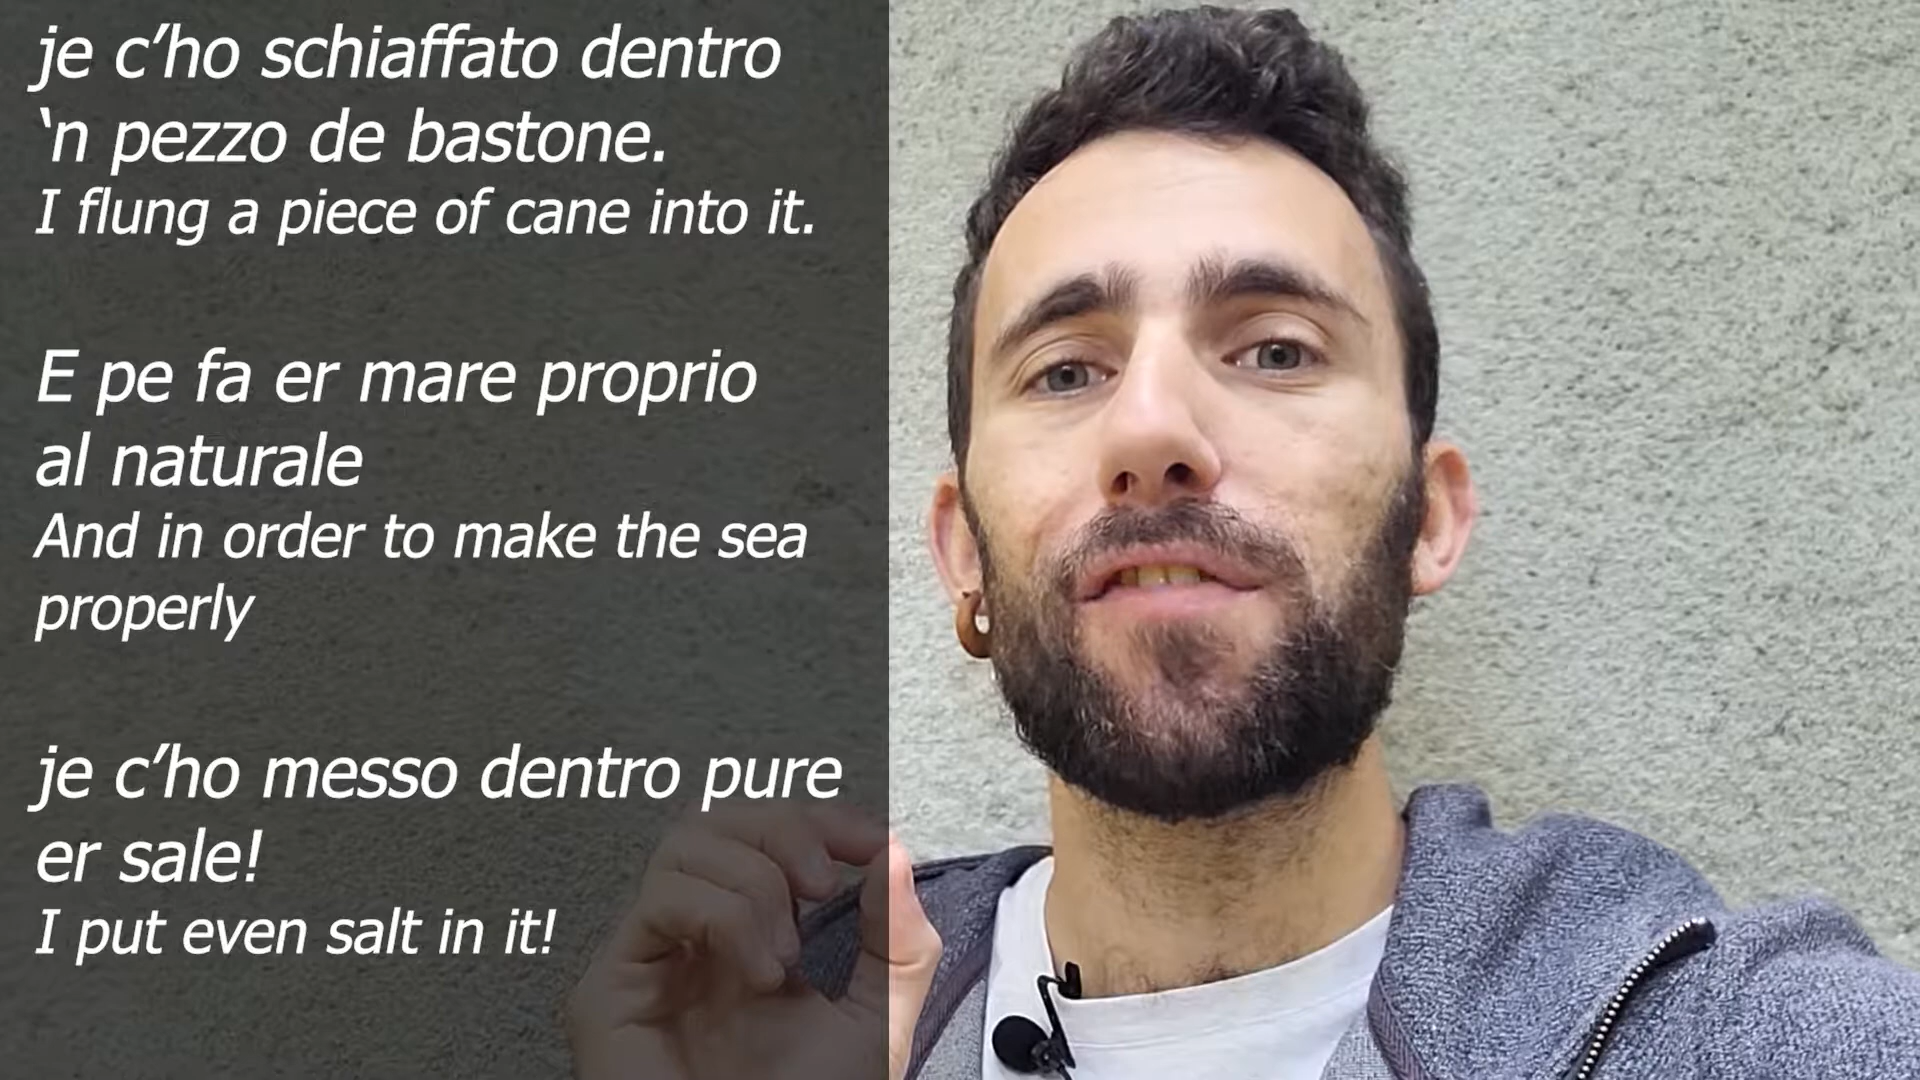 je c’ho schiaffato dentro
‘n pezzo de bastone.
I flung a piece of cane into it.
E pe fa er mare proprio
al naturale
And in order to make the sea
properly
je c’ho messo dentro pure
er sale!
I put even salt in it!